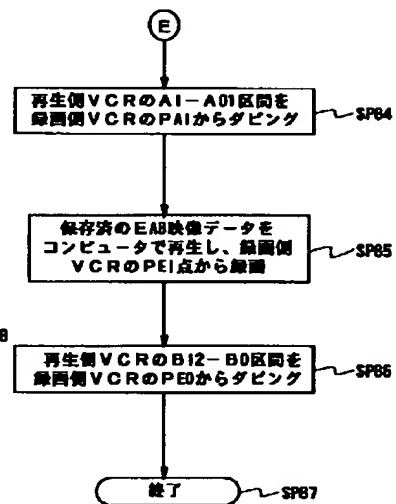 E
再生側VCRのAI-AO1区間を
録画側VCRのPAIからダビング
SP84
保存済のEAB映像データを
コンピュータで再生し、録画側
VCRのPEI点から録画
SP85
再生側VCRのBI2-BO区間を
録画側VCRのPEOからダビング
SP86
終了
SP87